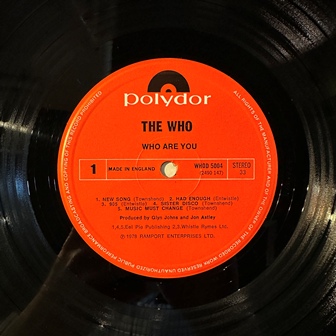 polydor
THE WHO
WHO ARE YOU
1
MADE IN ENGLAND
WHOD 5004
STEREO
(2490 147)
33
1. NEW SONG (Townshend) 2. HAD ENOUGH (Entwistle)
3. 905 (Entwistle) 4. SISTER DISCO (Townshend)
5. MUSIC MUST CHANGE (Townshend)
Produced by Glyn Johns and Jon Astley
1,4,5.Eel Pie Publishing 2,3.Whistle Rymes Ltd.
℗ 1978 RAMPORT ENTERPRISES LTD.
ALL RIGHTS OF THE MANUFACTURER AND OF THE OWNER OF THE RECORDED WORK RESERVED UNAUTHORISED PUBLIC PERFORMANCE BROADCASTING AND COPYING OF THIS RECORD PROHIBITED